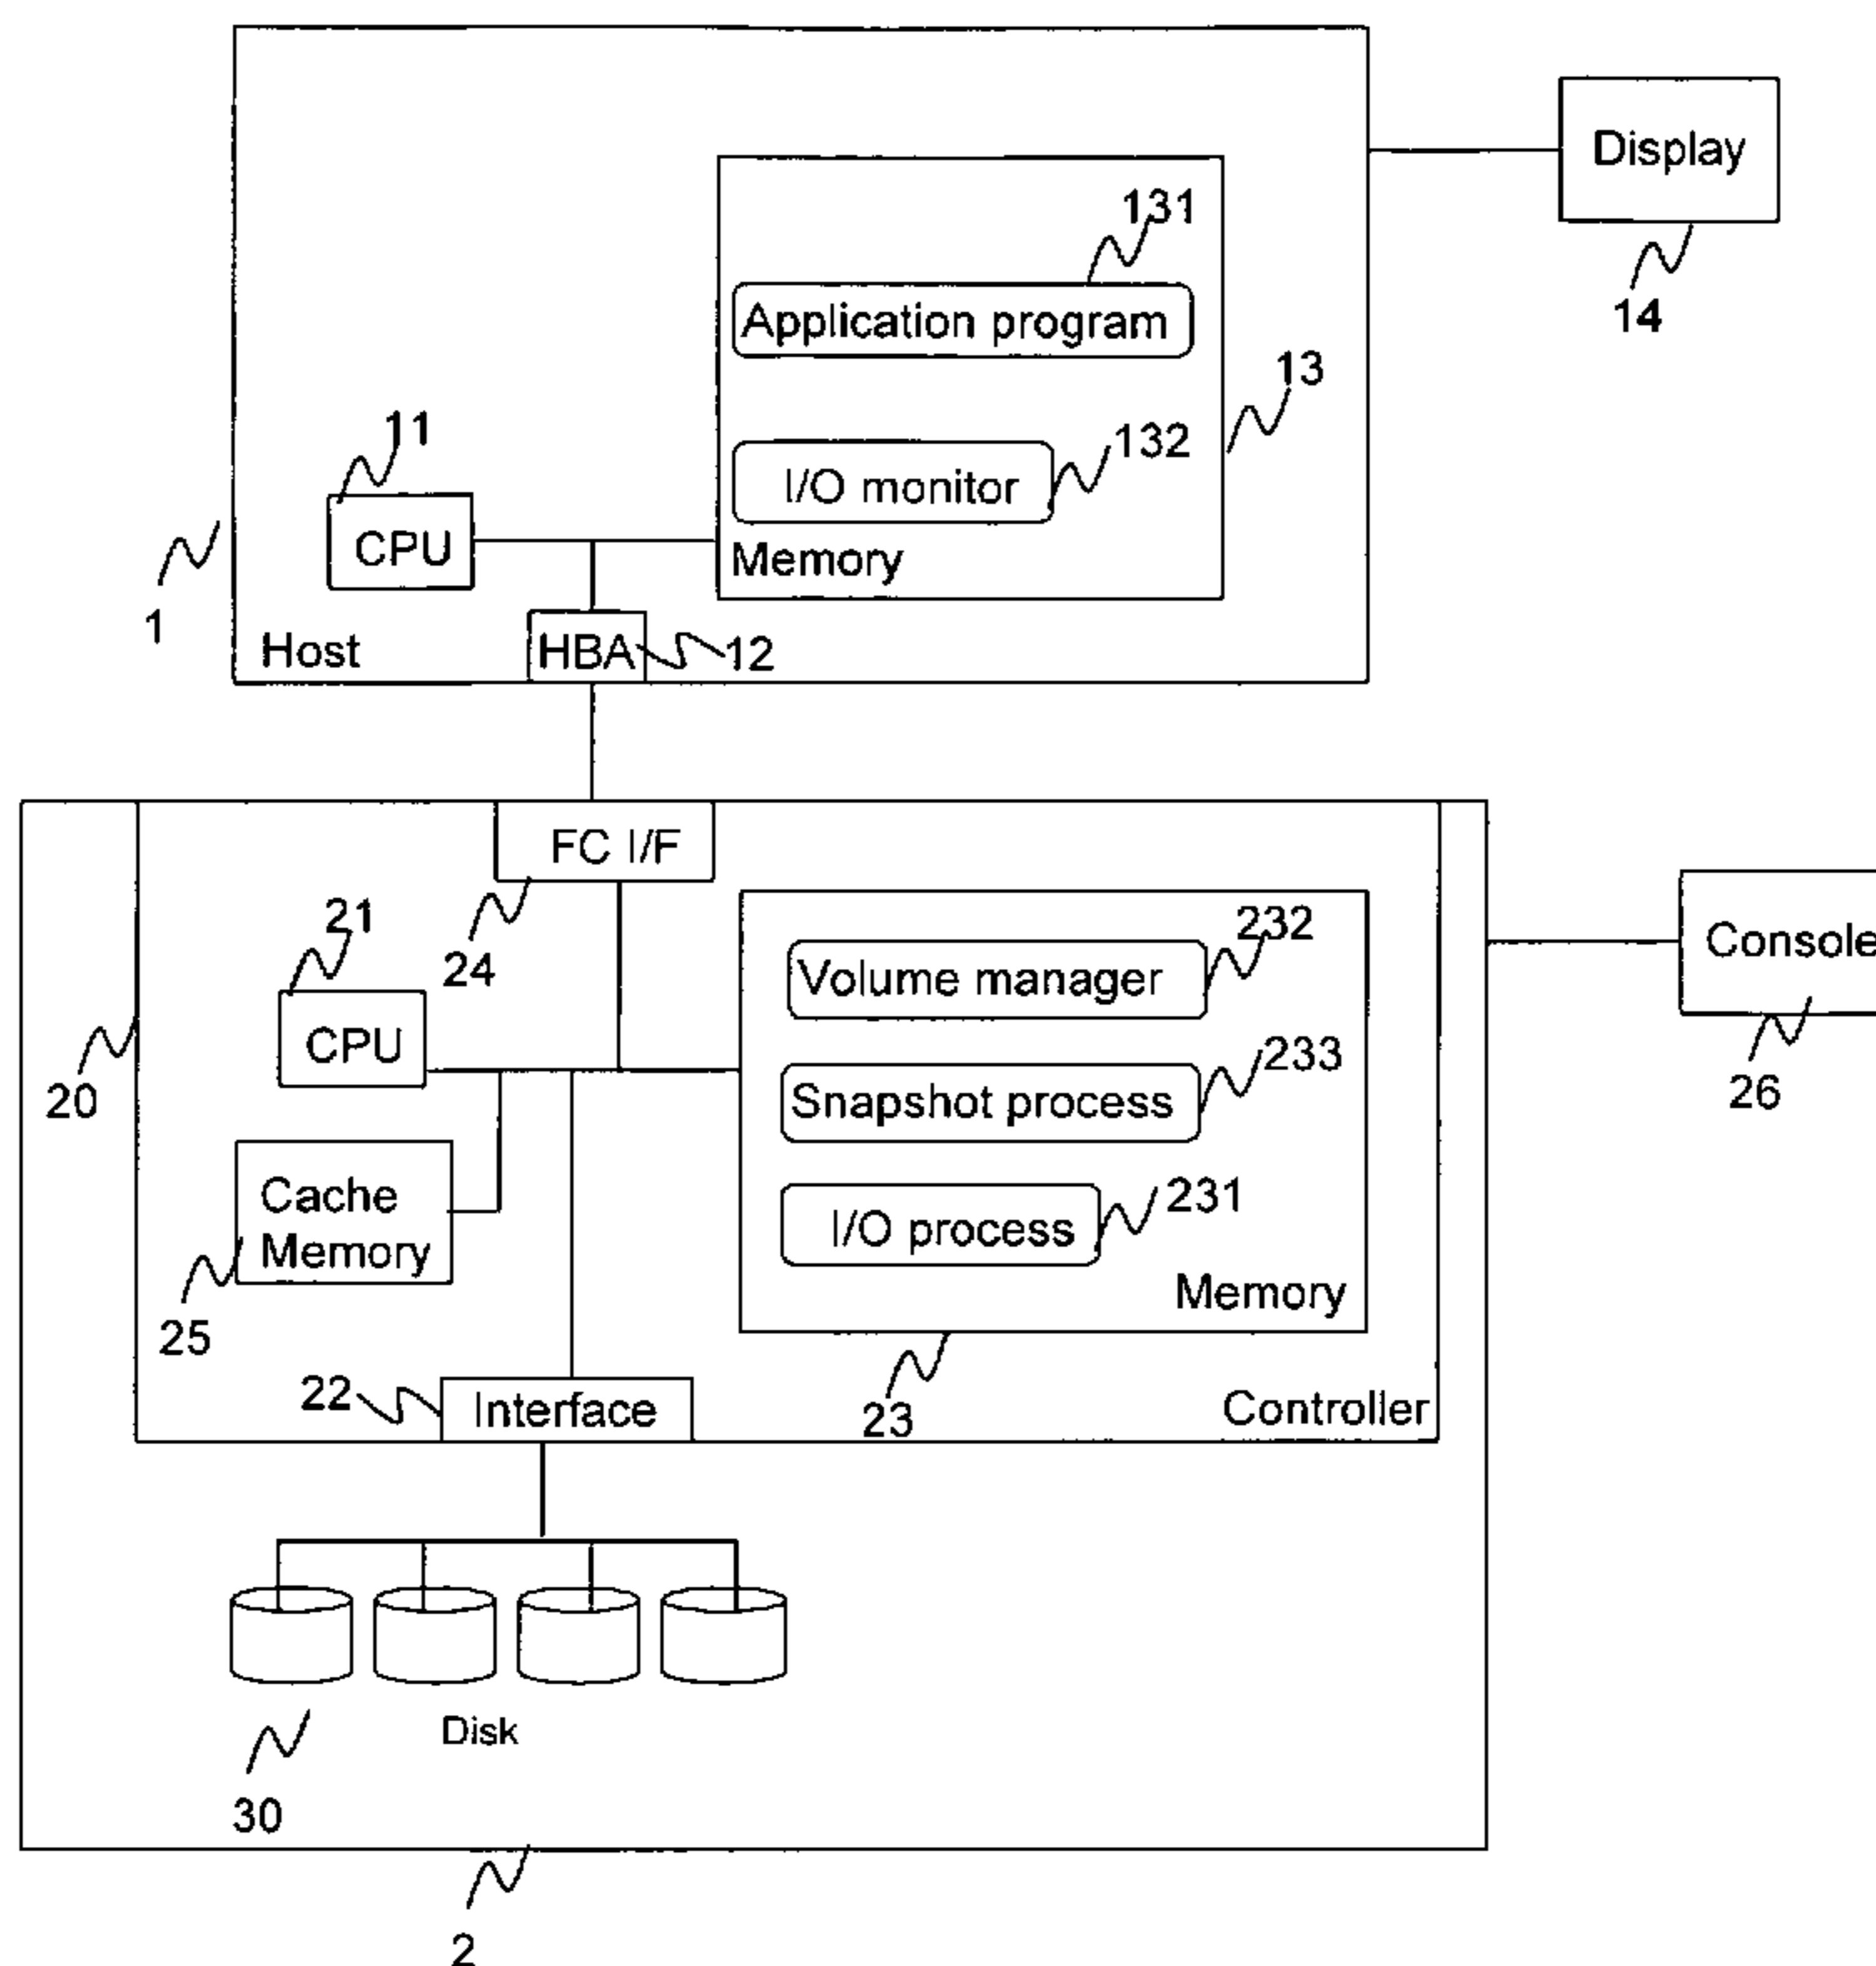 Display
14
131
Application program
13
11
132
I/O monitor
CPU
Memory
1
Host
HBA
12
FC I/F
24
21
232
Volume manager
Console
26
CPU
233
Snapshot process
20
Cache
Memory
231
I/O process
25
Memory
22
Interface
23
Controller
Disk
30
2